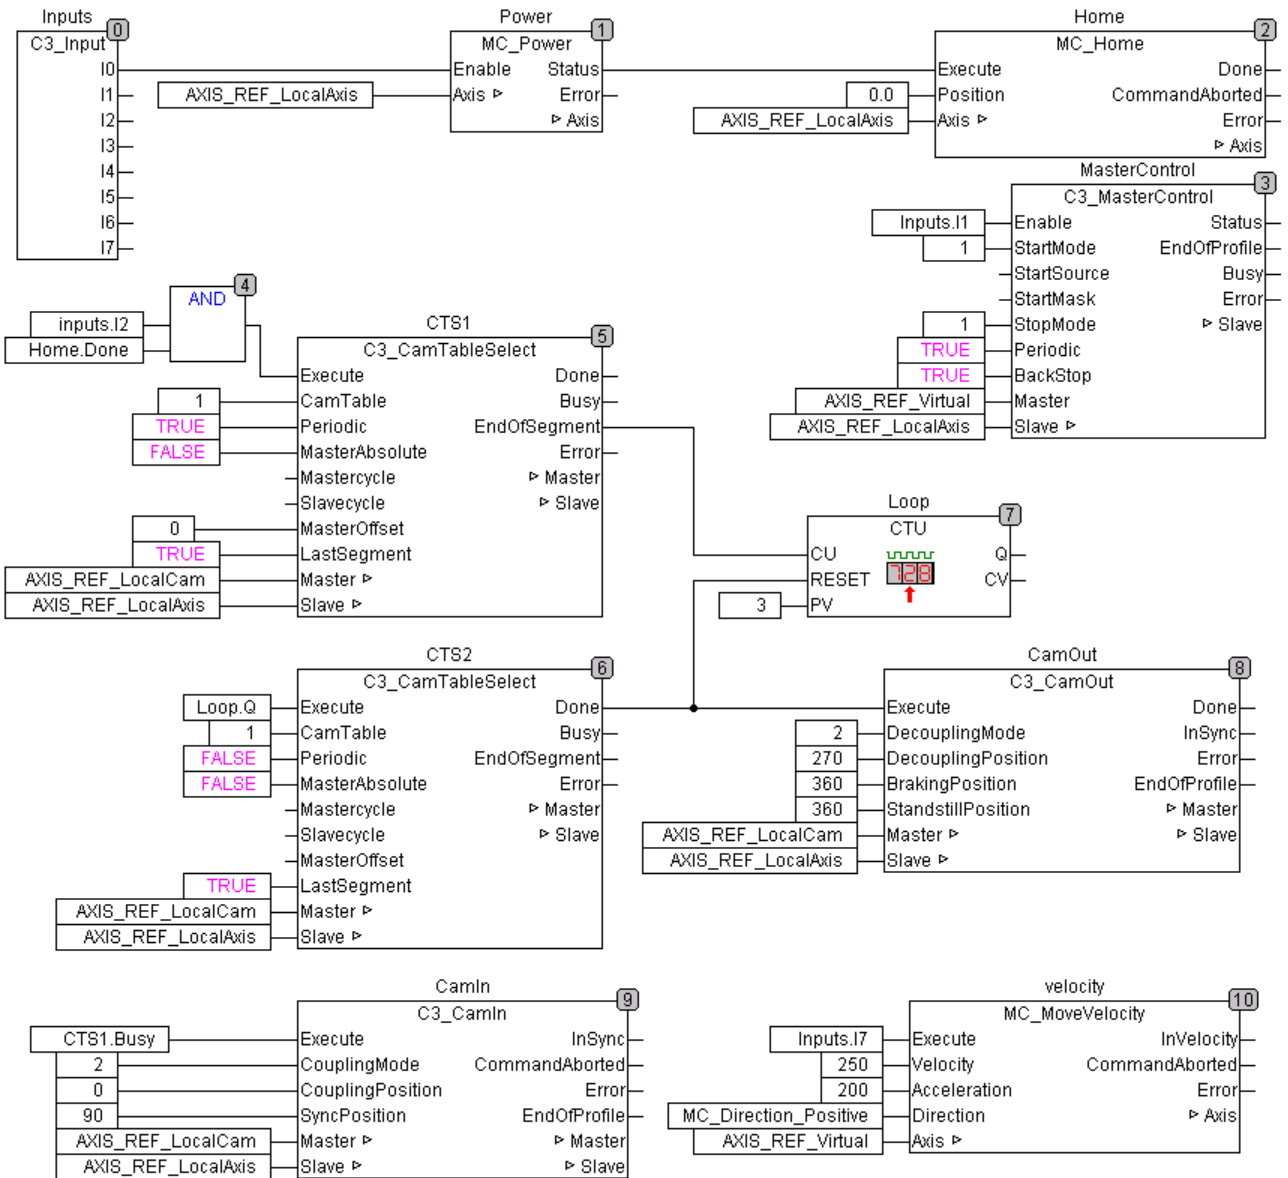 Inputs
0
C3_Input
I0
I1
I2
I3
I4
I5
I6
I7
Power
1
MC_Power
Enable Status
AXIS_REF_LocalAxis Axis Error
Axis
Home
2
MC_Home
Execute Done
0.0 Position CommandAborted
AXIS_REF_LocalAxis Axis Error
Axis
MasterControl
3
C3_MasterControl
Inputs.I1 Enable Status
1 StartMode EndOfProfile
StartSource Busy
StartMask Error
1 StopMode Slave
TRUE Periodic
TRUE BackStop
AXIS_REF_Virtual Master
AXIS_REF_LocalAxis Slave
4
AND
inputs.I2
Home.Done
CTS1
5
C3_CamTableSelect
Execute Done
1 CamTable Busy
TRUE Periodic EndOfSegment
FALSE MasterAbsolute Error
Mastercycle Master
Slavecycle Slave
0 MasterOffset
TRUE LastSegment
AXIS_REF_LocalCam Master
AXIS_REF_LocalAxis Slave
Loop
7
CTU
CU Q
RESET 728 CV
3 PV
CTS2
6
C3_CamTableSelect
Loop.Q Execute Done
1 CamTable Busy
FALSE Periodic EndOfSegment
FALSE MasterAbsolute Error
Mastercycle Master
Slavecycle Slave
MasterOffset
TRUE LastSegment
AXIS_REF_LocalCam Master
AXIS_REF_LocalAxis Slave
CamOut
8
C3_CamOut
Execute Done
2 DecouplingMode InSync
270 DecouplingPosition Error
360 BrakingPosition EndOfProfile
360 StandstillPosition Master
AXIS_REF_LocalCam Master Slave
AXIS_REF_LocalAxis Slave
CamIn
9
C3_CamIn
CTS1.Busy Execute InSync
2 CouplingMode CommandAborted
0 CouplingPosition Error
90 SyncPosition EndOfProfile
AXIS_REF_LocalCam Master Master
AXIS_REF_LocalAxis Slave Slave
velocity
10
MC_MoveVelocity
Inputs.I7 Execute InVelocity
250 Velocity CommandAborted
200 Acceleration Error
MC_Direction_Positive Direction Axis
AXIS_REF_Virtual Axis